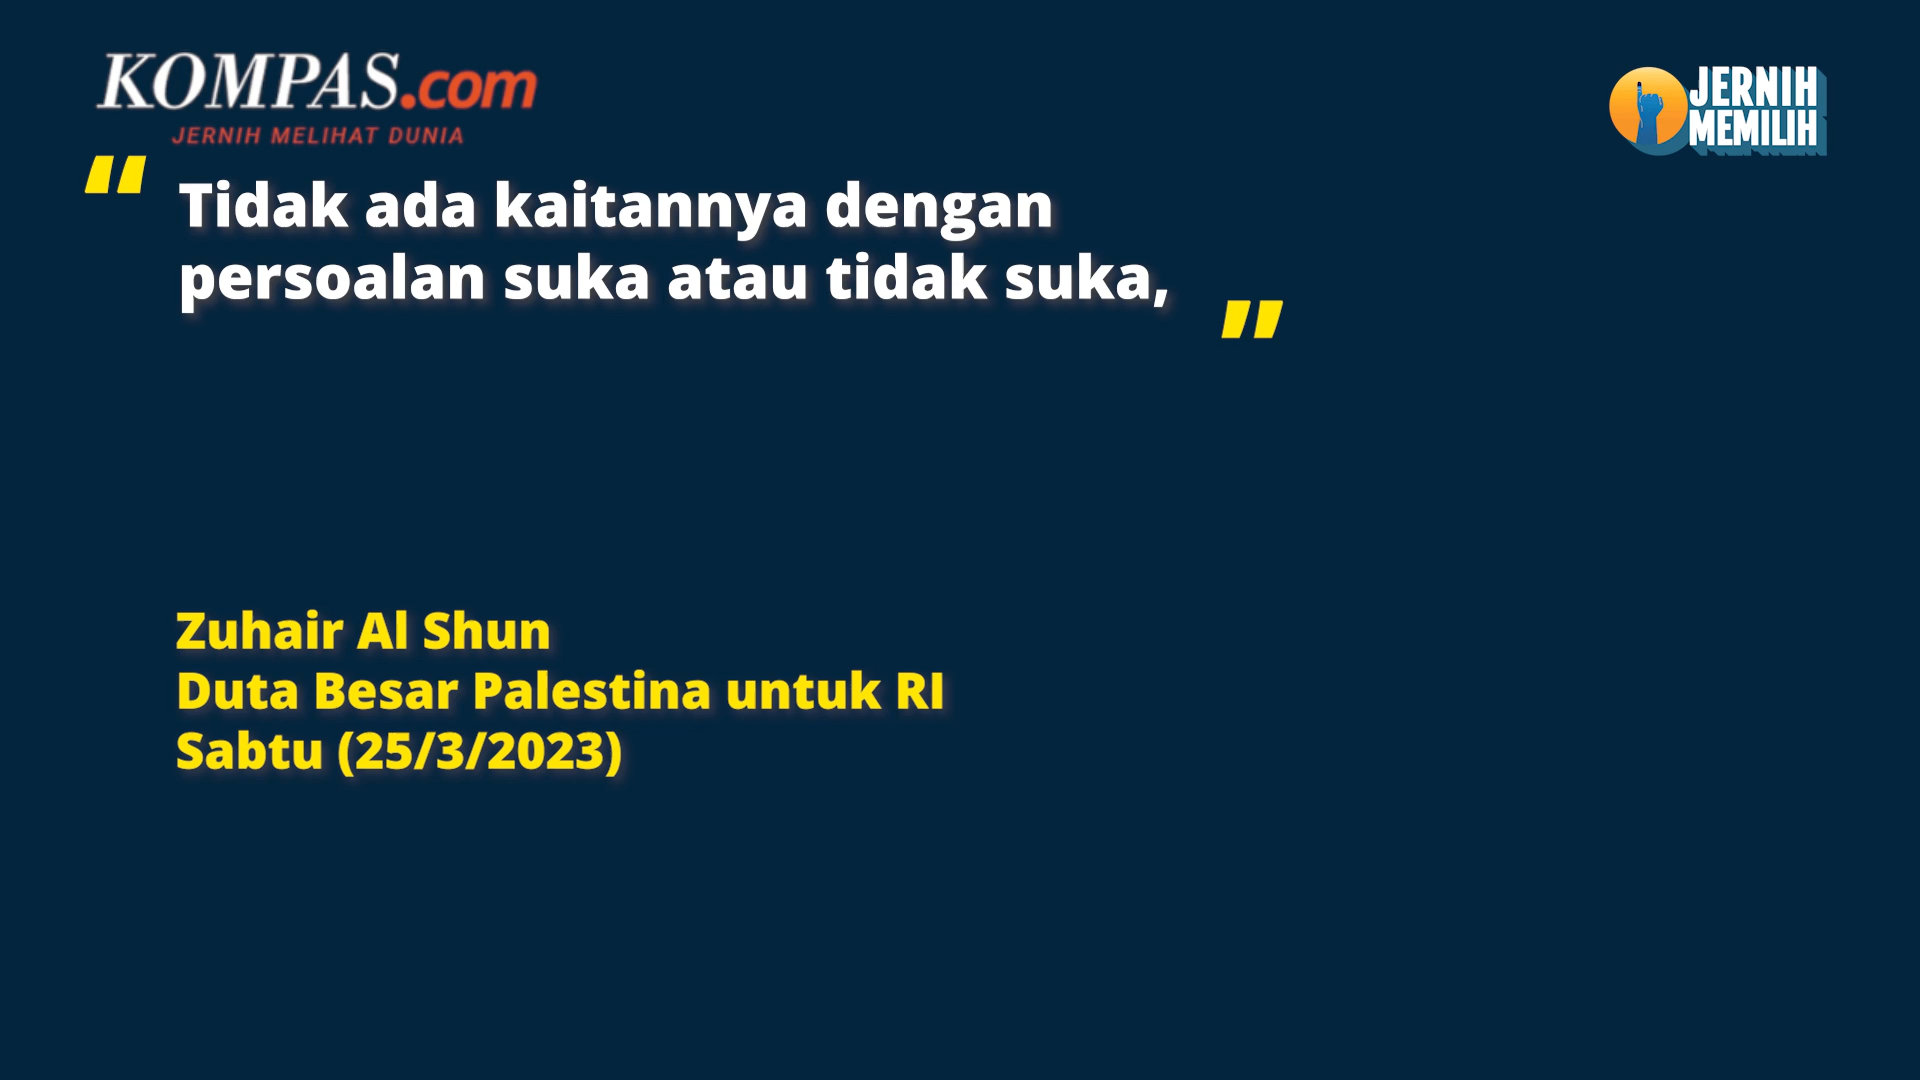 KOMPAS.com
JERNIH MELIHAT DUNIA
JERNIH
MEMILIH
“Tidak ada kaitannya dengan
persoalan suka atau tidak suka,”
Zuhair Al Shun
Duta Besar Palestina untuk RI
Sabtu (25/3/2023)